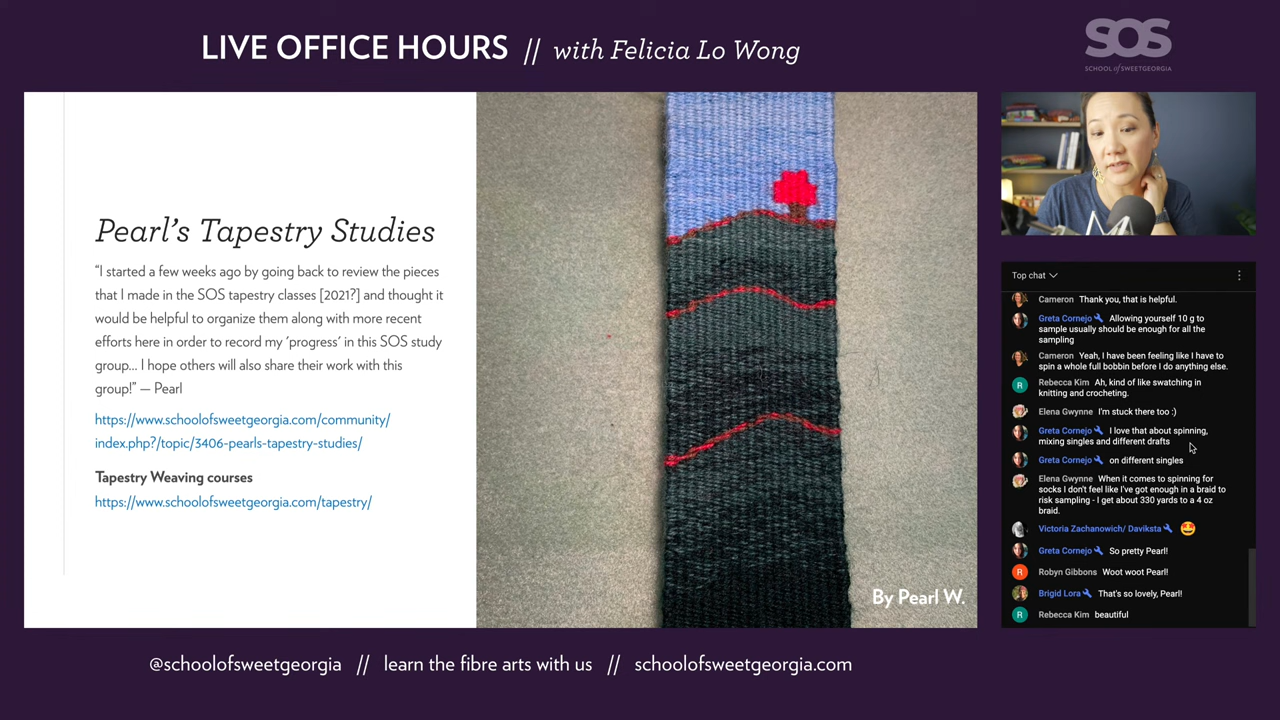 LIVE OFFICE HOURS // with Felicia Lo Wong
SOS
SCHOOL of SWEETGEORGIA
Pearl's Tapestry Studies
“I started a few weeks ago by going back to review the pieces
that I made in the SOS tapestry classes [2021?] and thought it
would be helpful to organize them along with more recent
efforts here in order to record my 'progress' in this SOS study
group... I hope others will also share their work with this
group!” — Pearl
https://www.schoolofsweetgeorgia.com/community/
index.php?/topic/3406-pearls-tapestry-studies/
Tapestry Weaving courses
https://www.schoolofsweetgeorgia.com/tapestry/
By Pearl W.
Top chat
Cameron Thank you, that is helpful.
Greta Cornejo Allowing yourself 10 g to
sample usually should be enough for all the
sampling
Cameron Yeah, I have been feeling like I have to
spin a whole full bobbin before I do anything else.
R Rebecca Kim Ah, kind of like swatching in
knitting and crocheting.
Elena Gwynne I'm stuck there too :)
Greta Cornejo I love that about spinning,
mixing singles and different drafts
Greta Cornejo on different singles
Elena Gwynne When it comes to spinning for
socks I don't feel like I've got enough in a braid to
risk sampling - I get about 330 yards to a 4 oz
braid.
Victoria Zachanowich/ Daviksta 🤩
Greta Cornejo So pretty Pearl!
R Robyn Gibbons Woot woot Pearl!
Brigid Lora That's so lovely, Pearl!
R Rebecca Kim beautiful
@schoolofsweetgeorgia // learn the fibre arts with us // schoolofsweetgeorgia.com